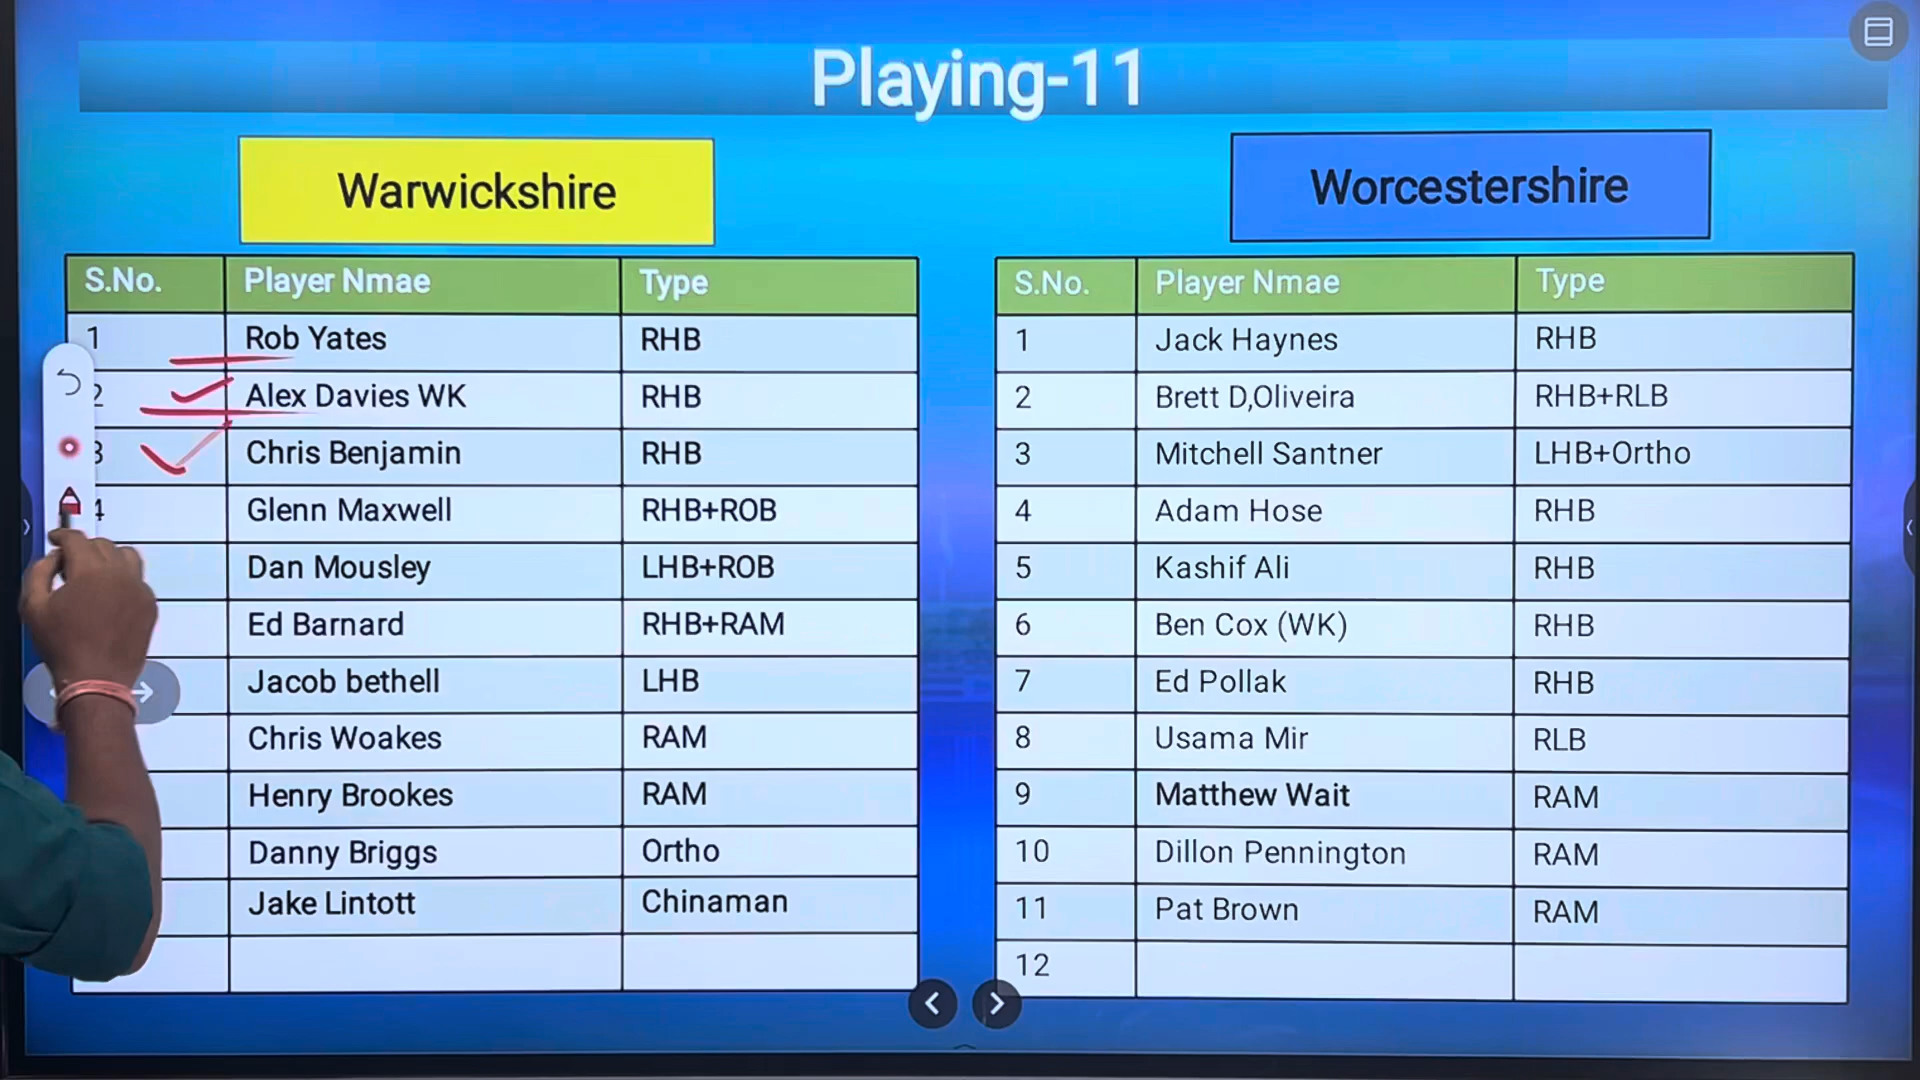 Playing-11
Warwickshire
S.No. Player Nmae Type
1 Rob Yates RHB
2 Alex Davies WK RHB
3 Chris Benjamin RHB
4 Glenn Maxwell RHB+ROB
Dan Mousley LHB+ROB
Ed Barnard RHB+RAM
Jacob bethell LHB
Chris Woakes RAM
Henry Brookes RAM
Danny Briggs Ortho
Jake Lintott Chinaman
Worcestershire
S.No. Player Nmae Type
1 Jack Haynes RHB
2 Brett D,Oliveira RHB+RLB
3 Mitchell Santner LHB+Ortho
4 Adam Hose RHB
5 Kashif Ali RHB
6 Ben Cox (WK) RHB
7 Ed Pollak RHB
8 Usama Mir RLB
9 Matthew Wait RAM
10 Dillon Pennington RAM
11 Pat Brown RAM
12